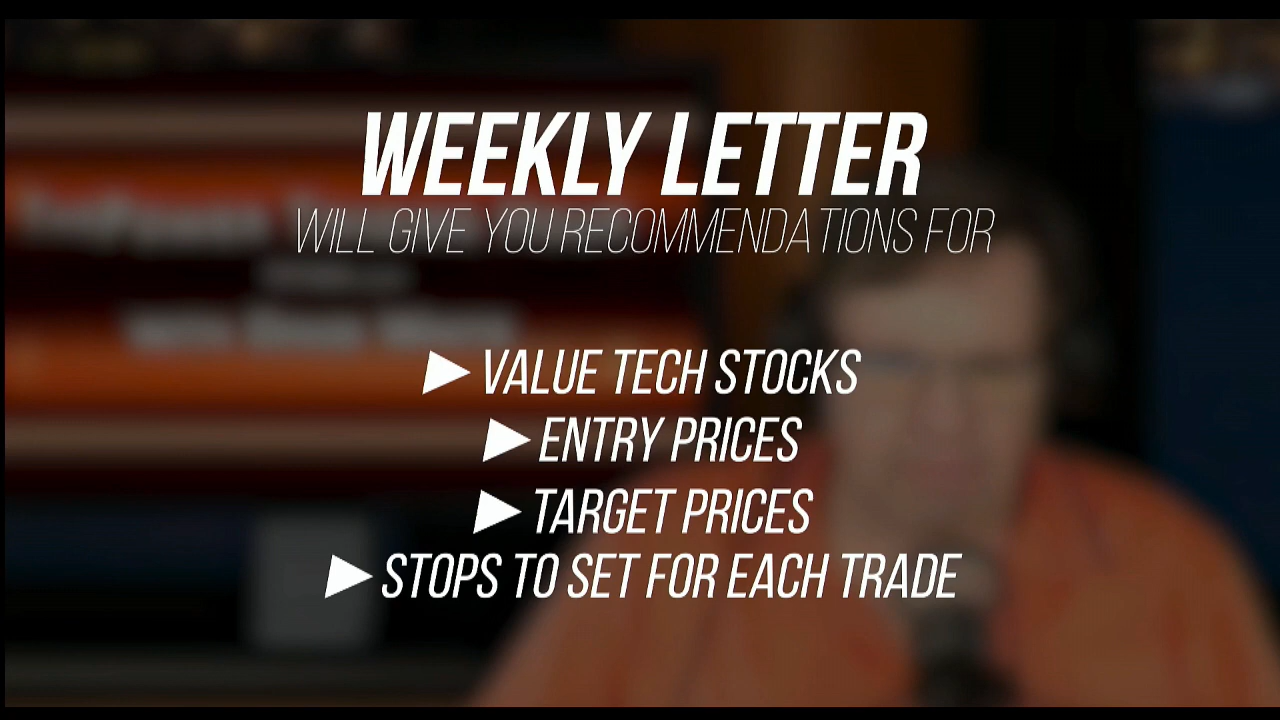 WEEKLY LETTER
WILL GIVE YOU RECOMMENDATIONS FOR
▶ VALUE TECH STOCKS
▶ ENTRY PRICES
▶ TARGET PRICES
▶ STOPS TO SET FOR EACH TRADE